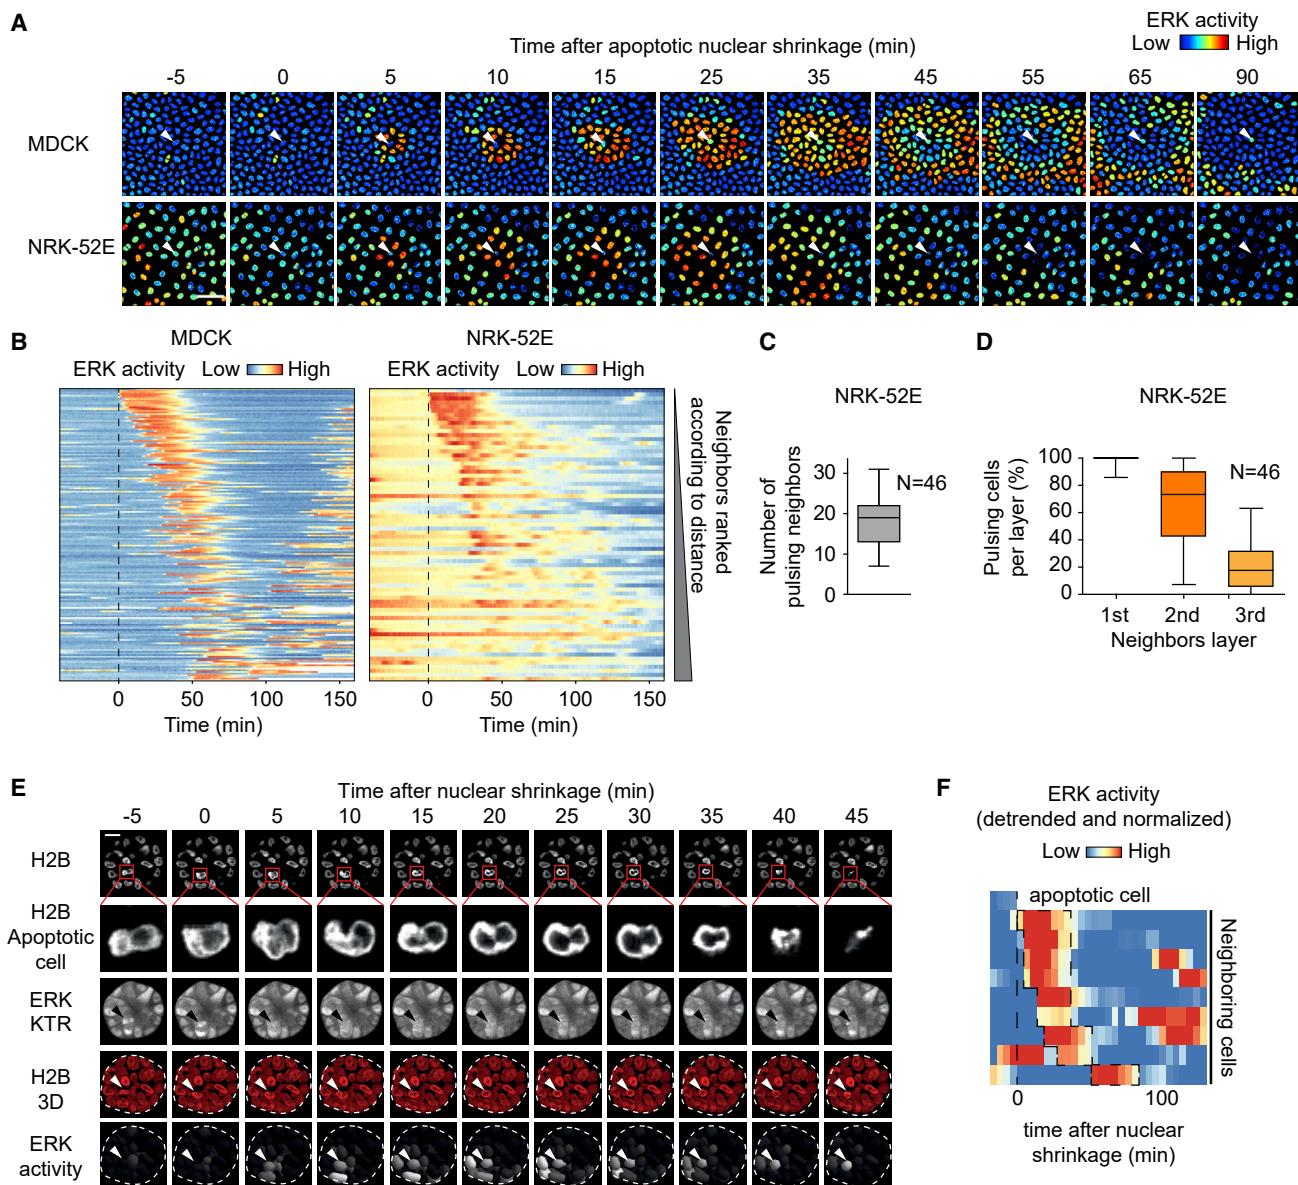 A
ERK activity
Low High
Time after apoptotic nuclear shrinkage (min)
-5 0 5 10 15 25 35 45 55 65 90
MDCK
NRK-52E
B
MDCK
ERK activity Low High
NRK-52E
ERK activity Low High
0 50 100 150
Time (min)
0 50 100 150
Time (min)
Neighbors ranked
according to distance
C
NRK-52E
Number of
pulsing neighbors
30
20
10
0
N=46
D
NRK-52E
Pulsing cells
per layer (%)
100
80
60
40
20
0
N=46
1st 2nd 3rd
Neighbors layer
E
Time after nuclear shrinkage (min)
-5 0 5 10 15 20 25 30 35 40 45
H2B
H2B
Apoptotic
cell
ERK
KTR
H2B
3D
ERK
activity
F
ERK activity
(detrended and normalized)
Low High
apoptotic cell
Neighboring cells
0 100
time after nuclear
shrinkage (min)